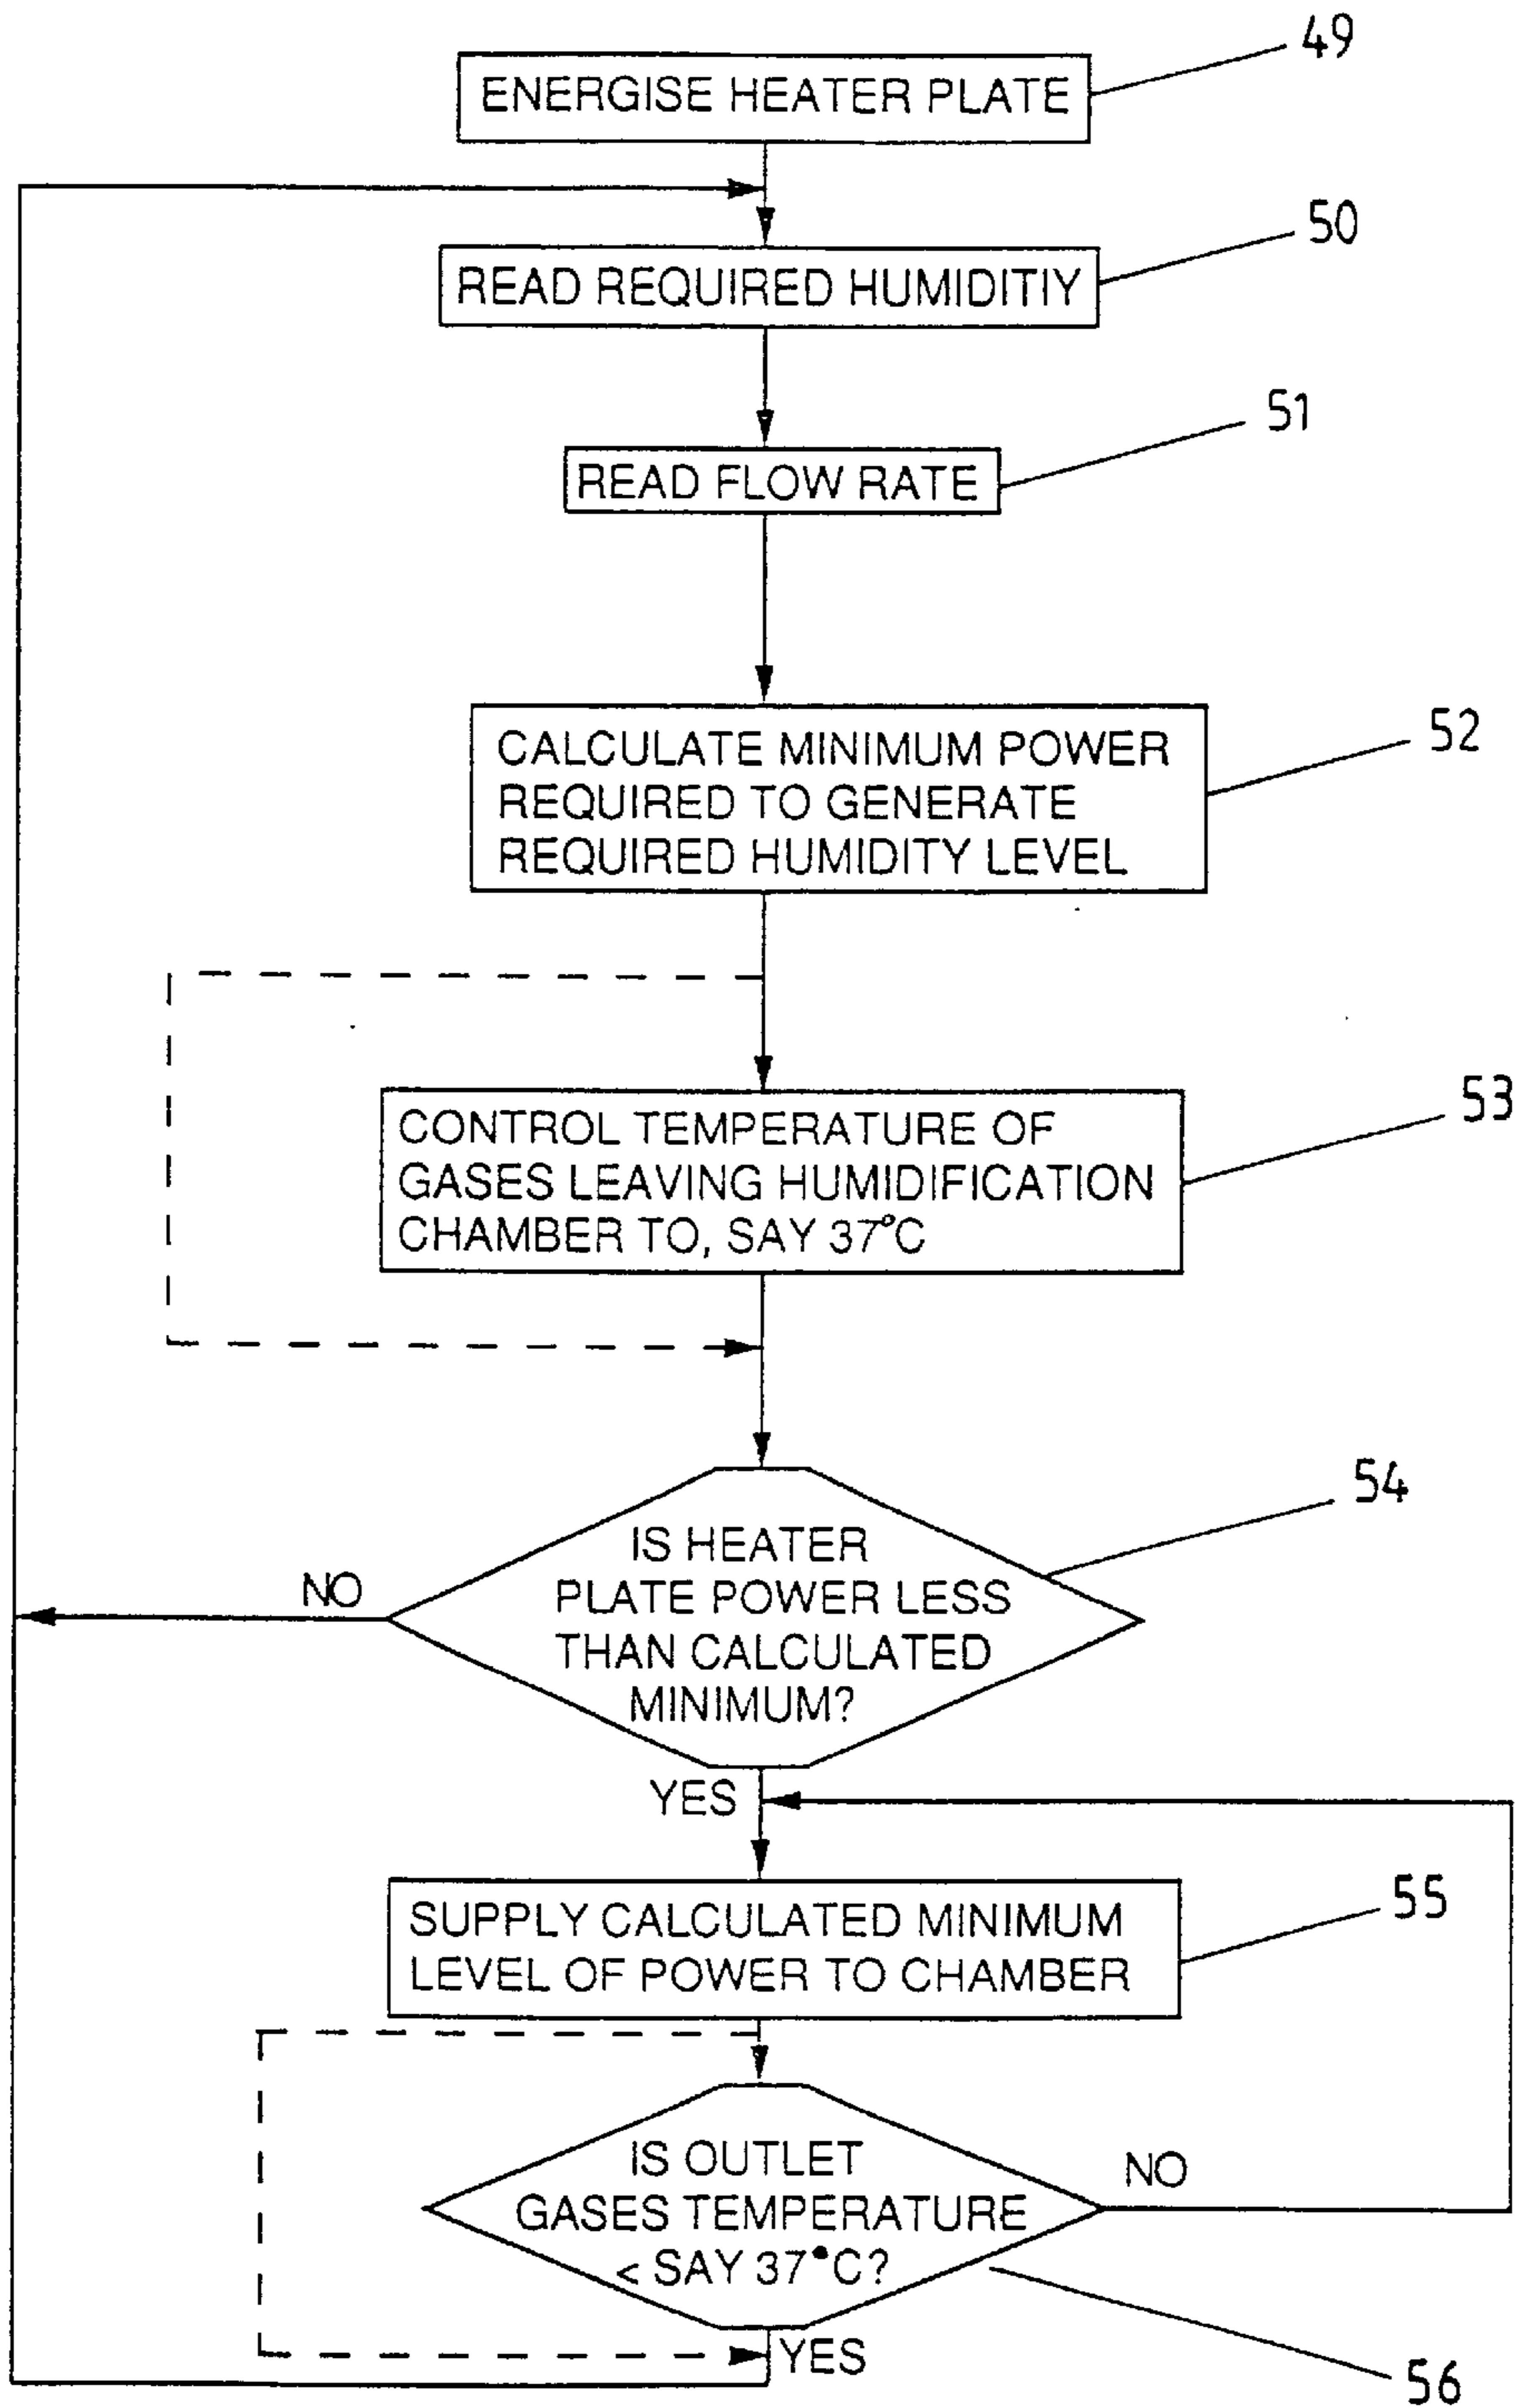 49
ENERGISE HEATER PLATE
50
READ REQUIRED HUMIDITIY
51
READ FLOW RATE
52
CALCULATE MINIMUM POWER
REQUIRED TO GENERATE
REQUIRED HUMIDITY LEVEL
53
CONTROL TEMPERATURE OF
GASES LEAVING HUMIDIFICATION
CHAMBER TO, SAY 37°C
54
IS HEATER
PLATE POWER LESS
THAN CALCULATED
MINIMUM?
NO
YES
55
SUPPLY CALCULATED MINIMUM
LEVEL OF POWER TO CHAMBER
IS OUTLET
GASES TEMPERATURE
< SAY 37°C?
NO
YES
56